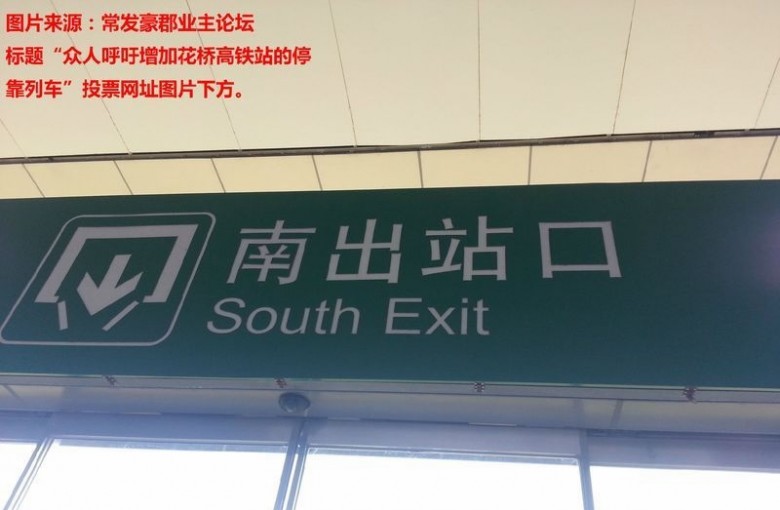 图片来源：常发豪郡业主论坛
标题“众人呼吁增加花桥高铁站的停
靠列车”投票网址图片下方。
南出站口
South Exit